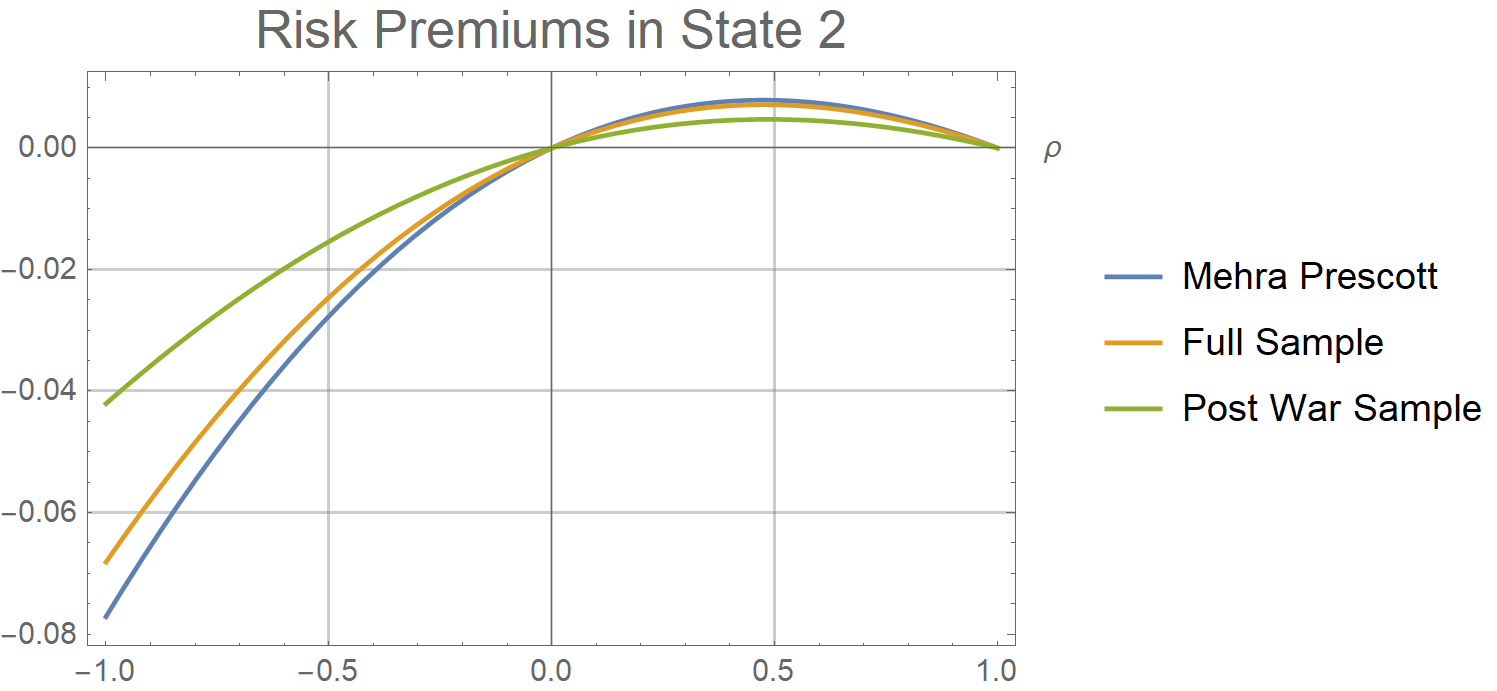 Risk Premiums in State 2
0.00
−0.02
−0.04
−0.06
−0.08
−1.0 −0.5 0.0 0.5 1.0
ρ
Mehra Prescott
Full Sample
Post War Sample